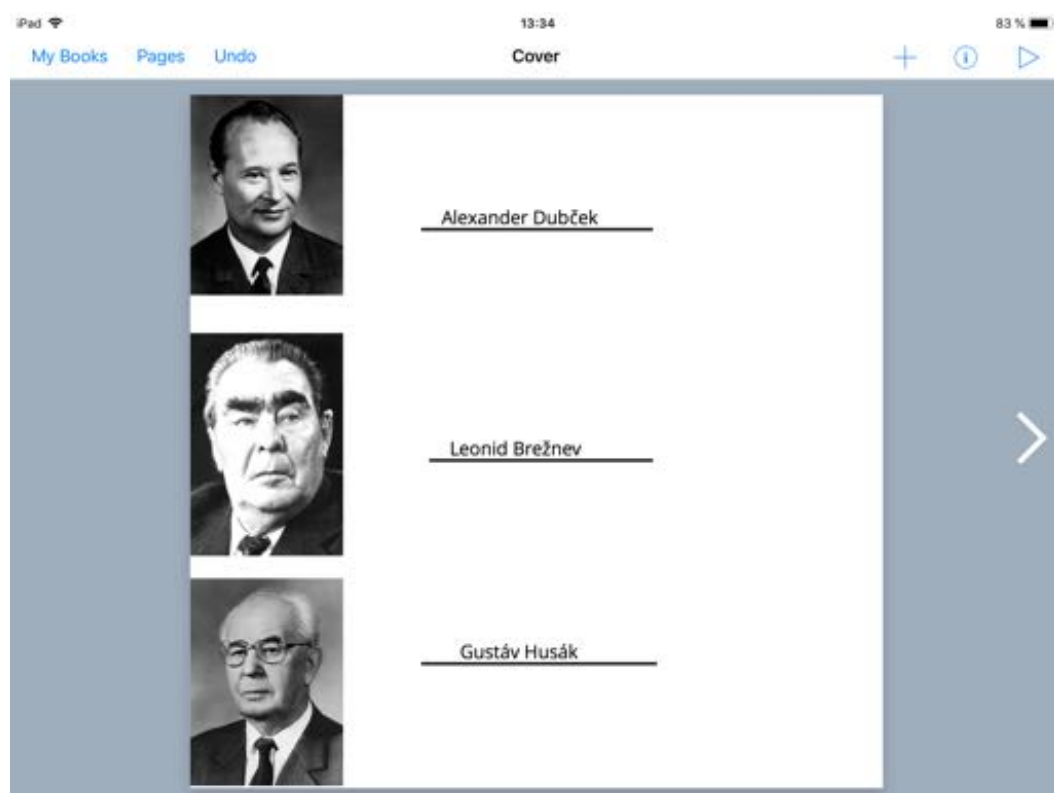 iPad 13:34 83 %
My Books Pages Undo Cover
Alexander Dubček
Leonid Brežnev
Gustáv Husák